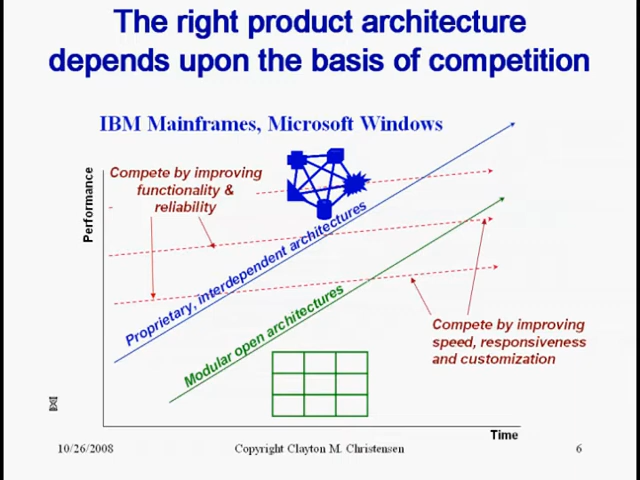 The right product architecture
depends upon the basis of competition
IBM Mainframes, Microsoft Windows
Performance
Compete by improving
functionality &
reliability
Proprietary, interdependent architectures
Modular open architectures
Compete by improving
speed, responsiveness
and customization
Time
10/26/2008
Copyright Clayton M. Christensen
6